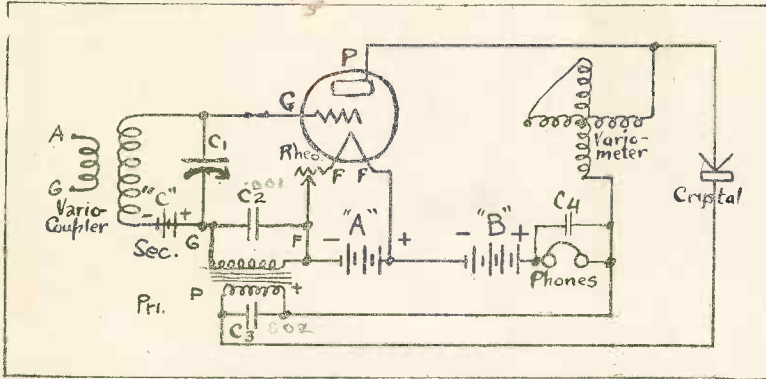 P
G
A
C1
Rheo.
F F
Vario-
meter
G
Vario-
Coupler
"C"
- +
.001
C2
Crystal
C4
G
F
- "A" +
- "B" +
Sec.
Phones
P
+
Pri.
C3
.002